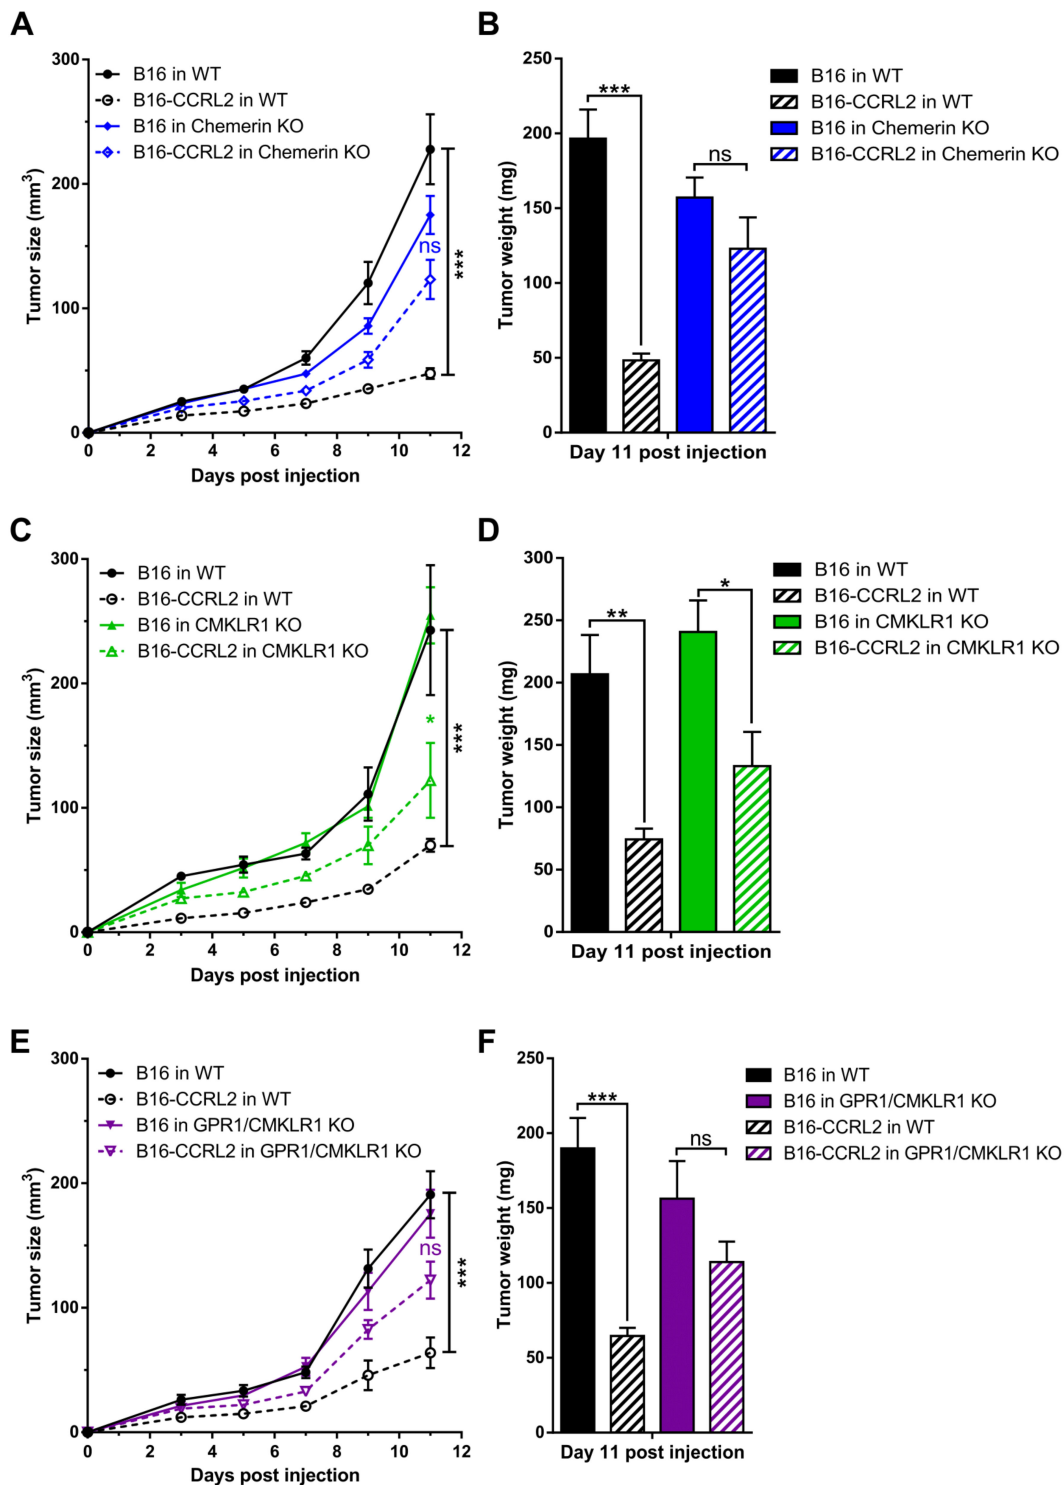 A
300
200
100
0
Tumor size (mm³)
B16 in WT
B16-CCRL2 in WT
B16 in Chemerin KO
B16-CCRL2 in Chemerin KO
ns
***
0 2 4 6 8 10 12
Days post injection
B
250
200
150
100
50
0
Tumor weight (mg)
***
ns
B16 in WT
B16-CCRL2 in WT
B16 in Chemerin KO
B16-CCRL2 in Chemerin KO
Day 11 post injection
C
300
200
100
0
Tumor size (mm³)
B16 in WT
B16-CCRL2 in WT
B16 in CMKLR1 KO
B16-CCRL2 in CMKLR1 KO
*
***
0 2 4 6 8 10 12
Days post injection
D
300
250
200
150
100
50
0
Tumor weight (mg)
**
*
B16 in WT
B16-CCRL2 in WT
B16 in CMKLR1 KO
B16-CCRL2 in CMKLR1 KO
Day 11 post injection
E
300
200
100
0
Tumor size (mm³)
B16 in WT
B16-CCRL2 in WT
B16 in GPR1/CMKLR1 KO
B16-CCRL2 in GPR1/CMKLR1 KO
ns
***
0 2 4 6 8 10 12
Days post injection
F
250
200
150
100
50
0
Tumor weight (mg)
***
ns
B16 in WT
B16 in GPR1/CMKLR1 KO
B16-CCRL2 in WT
B16-CCRL2 in GPR1/CMKLR1 KO
Day 11 post injection